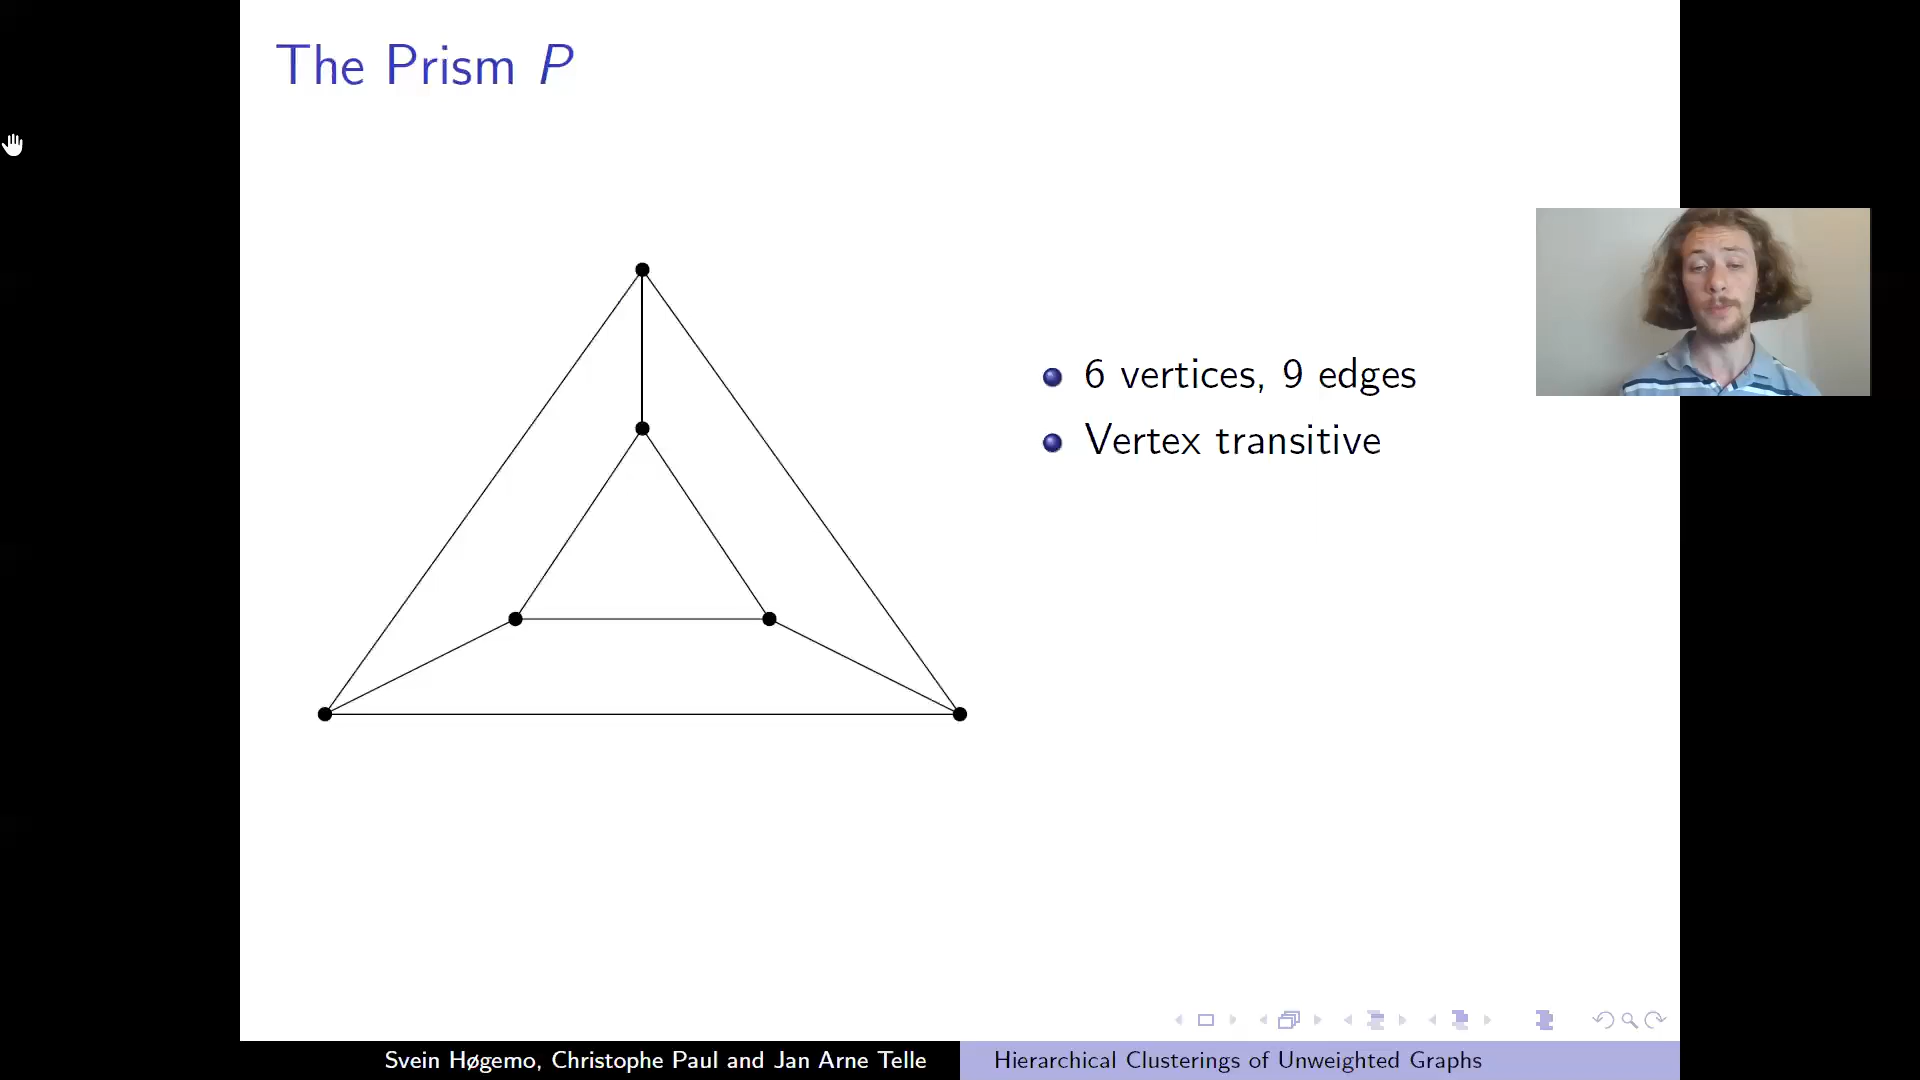 The Prism P
6 vertices, 9 edges
Vertex transitive
Svein Høgemo, Christophe Paul and Jan Arne Telle
Hierarchical Clusterings of Unweighted Graphs